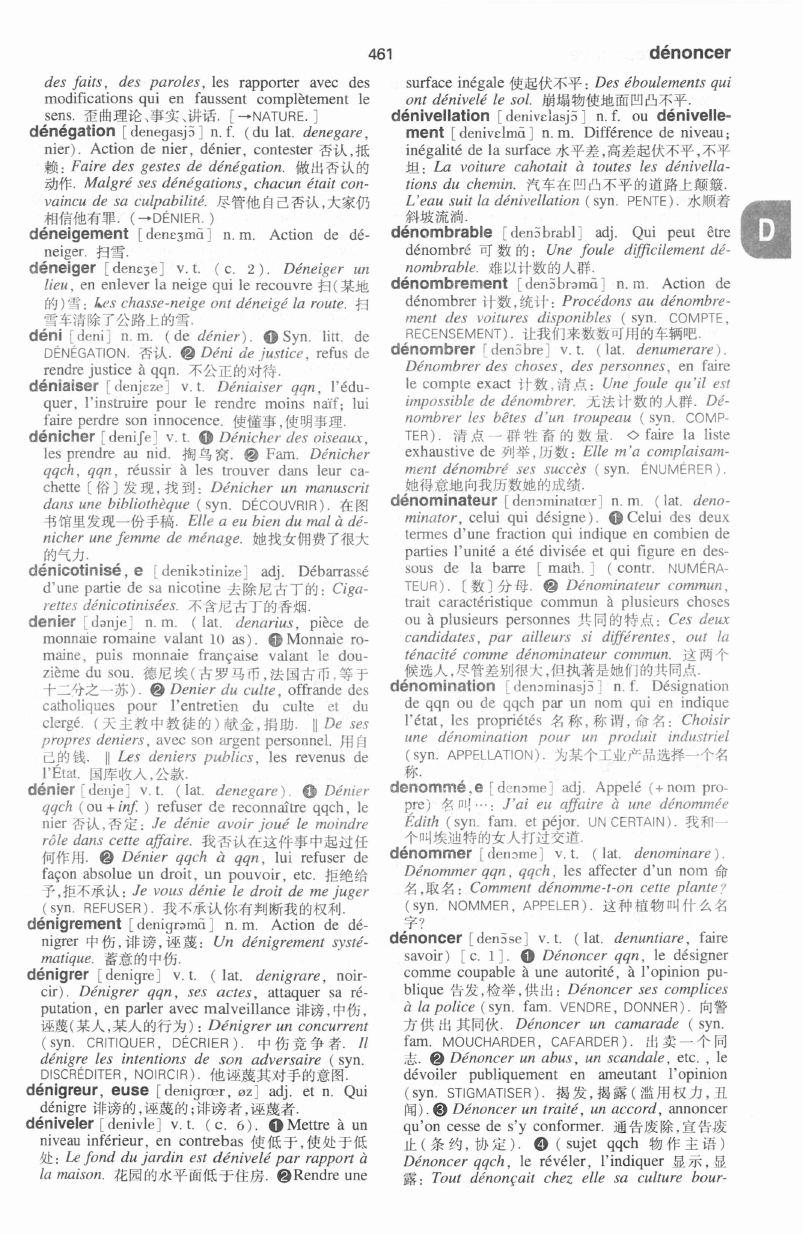 461
dénoncer
des faits, des paroles, les rapporter avec des
modifications qui en faussent complètement le
sens. 歪曲理论、事实、讲话. [→NATURE.]
dénégation [denegasjɔ̃] n. f. (du lat. denegare,
nier). Action de nier, dénier, contester 否认,抵
赖: Faire des gestes de dénégation. 做出否认的
动作. Malgré ses dénégations, chacun était con-
vaincu de sa culpabilité. 尽管他自己否认,大家仍
相信他有罪. (→DÉNIER.)
déneigement [denɛʒmɑ̃] n. m. Action de dé-
neiger. 扫雪.
déneiger [denɛʒe] v. t. (c. 2). Déneiger un
lieu, en enlever la neige qui le recouvre 扫(某地
的)雪: Les chasse-neige ont déneigé la route. 扫
雪车清除了公路上的雪.
déni [deni] n. m. (de dénier). ❶ Syn. litt. de
DÉNÉGATION. 否认. ❷ Déni de justice, refus de
rendre justice à qqn. 不公正的对待.
déniaiser [denjɛze] v. t. Déniaiser qqn, l'édu-
quer, l'instruire pour le rendre moins naïf; lui
faire perdre son innocence. 使懂事,使明事理.
dénicher [deniʃe] v. t. ❶ Dénicher des oiseaux,
les prendre au nid. 掏鸟窝. ❷ Fam. Dénicher
qqch, qqn, réussir à les trouver dans leur ca-
chette [俗]发现,找到: Dénicher un manuscrit
dans une bibliothèque (syn. DÉCOUVRIR). 在图
书馆里发现一份手稿. Elle a eu bien du mal à dé-
nicher une femme de ménage. 她找女佣费了很大
的气力.
dénicotinisé, e [denikɔtinize] adj. Débarrassé
d'une partie de sa nicotine 去除尼古丁的: Ciga-
rettes dénicotinisées. 不含尼古丁的香烟.
denier [dənje] n. m. (lat. denarius, pièce de
monnaie romaine valant 10 as). ❶ Monnaie ro-
maine, puis monnaie française valant le dou-
zième du sou. 德尼埃(古罗马币,法国古币,等于
十二分之一苏). ❷ Denier du culte, offrande des
catholiques pour l'entretien du culte et du
clergé. (天主教中教徒的)献金,捐助. ‖ De ses
propres deniers, avec son argent personnel. 用自
己的钱. ‖ Les deniers publics, les revenus de
l'État. 国库收入,公款.
dénier [denje] v. t. (lat. denegare). ❶ Dénier
qqch (ou + inf.) refuser de reconnaître qqch, le
nier 否认,否定: Je dénie avoir joué le moindre
rôle dans cette affaire. 我否认在这件事中起过任
何作用. ❷ Dénier qqch à qqn, lui refuser de
façon absolue un droit, un pouvoir, etc. 拒绝给
予,拒不承认: Je vous dénie le droit de me juger
(syn. REFUSER). 我不承认你有判断我的权利.
dénigrement [denigrəmɑ̃] n. m. Action de dé-
nigrer 中伤,诽谤,诬蔑: Un dénigrement systé-
matique. 蓄意的中伤.
dénigrer [denigre] v. t. (lat. denigrare, noir-
cir). Dénigrer qqn, ses actes, attaquer sa ré-
putation, en parler avec malveillance 诽谤,中伤,
诬蔑(某人,某人的行为): Dénigrer un concurrent
(syn. CRITIQUER, DÉCRIER). 中伤竞争者. Il
dénigre les intentions de son adversaire (syn.
DISCRÉDITER, NOIRCIR). 他诬蔑其对手的意图.
dénigreur, euse [denigrœr, øz] adj. et n. Qui
dénigre 诽谤的,诬蔑的;诽谤者,诬蔑者.
déniveler [denivle] v. t. (c. 6). ❶ Mettre à un
niveau inférieur, en contrebas 使低于,使处于低
处: Le fond du jardin est dénivelé par rapport à
la maison. 花园的水平面低于住房. ❷ Rendre une
surface inégale 使起伏不平: Des éboulements qui
ont dénivelé le sol. 崩塌物使地面凹凸不平.
dénivellation [denivɛlasjɔ̃] n. f. ou dénivelle-
ment [denivɛlmɑ̃] n. m. Différence de niveau;
inégalité de la surface 水平差,高差起伏不平,不平
坦: La voiture cahotait à toutes les dénivella-
tions du chemin. 汽车在凹凸不平的道路上颠簸.
L'eau suit la dénivellation (syn. PENTE). 水顺着
斜坡流淌.
dénombrable [denɔ̃brabl] adj. Qui peut être
dénombré 可数的: Une foule difficilement dé-
nombrable. 难以计数的人群.
dénombrement [denɔ̃brəmɑ̃] n. m. Action de
dénombrer 计数,统计: Procédons au dénombre-
ment des voitures disponibles (syn. COMPTE,
RECENSEMENT). 让我们来数数可用的车辆吧.
dénombrer [denɔ̃bre] v. t. (lat. denumerare).
Dénombrer des choses, des personnes, en faire
le compte exact 计数,清点: Une foule qu'il est
impossible de dénombrer. 无法计数的人群. Dé-
nombrer les bêtes d'un troupeau (syn. COMP-
TER). 清点一群牲畜的数量. ◇ faire la liste
exhaustive de 列举,历数: Elle m'a complaisam-
ment dénombré ses succès (syn. ÉNUMÉRER).
她得意地向我历数她的成绩.
dénominateur [denɔminatœr] n. m. (lat. deno-
minator, celui qui désigne). ❶ Celui des deux
termes d'une fraction qui indique en combien de
parties l'unité a été divisée et qui figure en des-
sous de la barre [math.] (contr. NUMÉRA-
TEUR). [数]分母. ❷ Dénominateur commun,
trait caractéristique commun à plusieurs choses
ou à plusieurs personnes 共同的特点: Ces deux
candidates, par ailleurs si différentes, out la
ténacité comme dénominateur commun. 这两个
候选人,尽管差别很大,但执著是她们的共同点.
dénomination [denɔminasjɔ̃] n. f. Désignation
de qqn ou de qqch par un nom qui en indique
l'état, les propriétés 名称,称谓,命名: Choisir
une dénomination pour un produit industriel
(syn. APPELLATION). 为某个工业产品选择一个名
称.
denommé, e [denɔme] adj. Appelé (+ nom pro-
pre) 名叫…: J'ai eu affaire à une dénommée
Édith (syn. fam. et péjor. UN CERTAIN). 我和一
个叫埃迪特的女人打过交道.
dénommer [denɔme] v. t. (lat. denominare).
Dénommer qqn, qqch, les affecter d'un nom 命
名,取名: Comment dénomme-t-on cette plante?
(syn. NOMMER, APPELER). 这种植物叫什么名
字?
dénoncer [denɔ̃se] v. t. (lat. denuntiare, faire
savoir) [c. 1]. ❶ Dénoncer qqn, le désigner
comme coupable à une autorité, à l'opinion pu-
blique 告发,检举,供出: Dénoncer ses complices
à la police (syn. fam. VENDRE, DONNER). 向警
方供出其同伙. Dénoncer un camarade (syn.
fam. MOUCHARDER, CAFARDER). 出卖一个同
志. ❷ Dénoncer un abus, un scandale, etc., le
dévoiler publiquement en ameutant l'opinion
(syn. STIGMATISER). 揭发,揭露(滥用权力,丑
闻). ❸ Dénoncer un traité, un accord, annoncer
qu'on cesse de s'y conformer. 通告废除,宣告废
止(条约,协定). ❹ (sujet qqch 物作主语)
Dénoncer qqch, le révéler, l'indiquer 显示,显
露: Tout dénonçait chez elle sa culture bour-
D